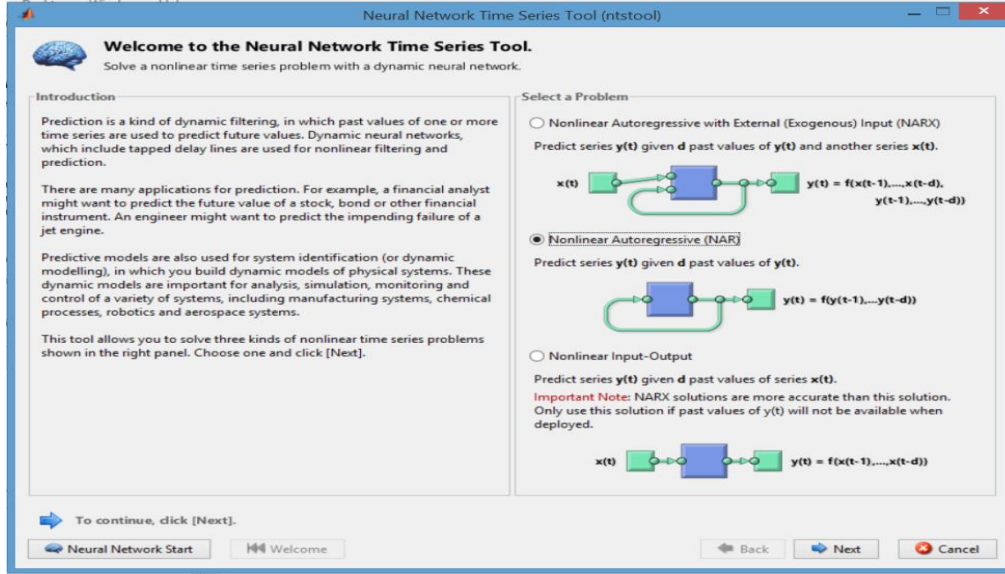 Neural Network Time Series Tool (ntstool)
Welcome to the Neural Network Time Series Tool.
Solve a nonlinear time series problem with a dynamic neural network.
Introduction
Prediction is a kind of dynamic filtering, in which past values of one or more
time series are used to predict future values. Dynamic neural networks,
which include tapped delay lines are used for nonlinear filtering and
prediction.
There are many applications for prediction. For example, a financial analyst
might want to predict the future value of a stock, bond or other financial
instrument. An engineer might want to predict the impending failure of a
jet engine.
Predictive models are also used for system identification (or dynamic
modelling), in which you build dynamic models of physical systems. These
dynamic models are important for analysis, simulation, monitoring and
control of a variety of systems, including manufacturing systems, chemical
processes, robotics and aerospace systems.
This tool allows you to solve three kinds of nonlinear time series problems
shown in the right panel. Choose one and click [Next].
Select a Problem
Nonlinear Autoregressive with External (Exogenous) Input (NARX)
Predict series y(t) given d past values of y(t) and another series x(t).
x(t) y(t) = f(x(t-1),...,x(t-d),
y(t-1),...,y(t-d))
Nonlinear Autoregressive (NAR)
Predict series y(t) given d past values of y(t).
y(t) = f(y(t-1),...y(t-d))
Nonlinear Input-Output
Predict series y(t) given d past values of series x(t).
Important Note: NARX solutions are more accurate than this solution.
Only use this solution if past values of y(t) will not be available when
deployed.
x(t) y(t) = f(x(t-1),...,x(t-d))
To continue, click [Next].
Neural Network Start Welcome Back Next Cancel